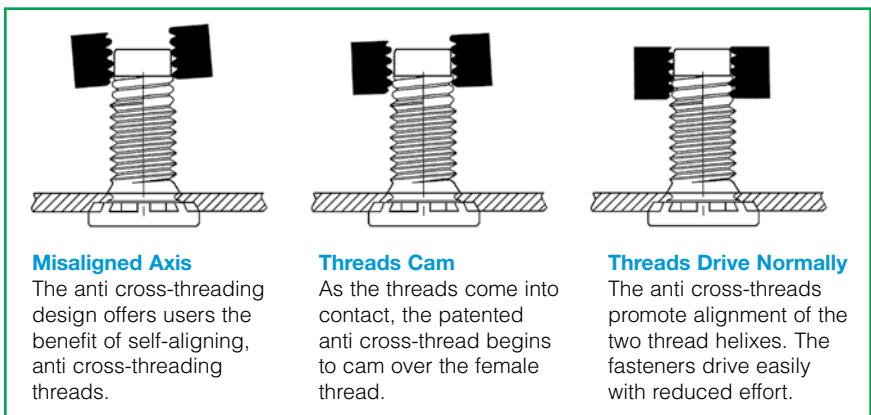 Misaligned Axis
The anti cross-threading
design offers users the
benefit of self-aligning,
anti cross-threading
threads.
Threads Cam
As the threads come into
contact, the patented
anti cross-thread begins
to cam over the female
thread.
Threads Drive Normally
The anti cross-threads
promote alignment of the
two thread helixes. The
fasteners drive easily
with reduced effort.